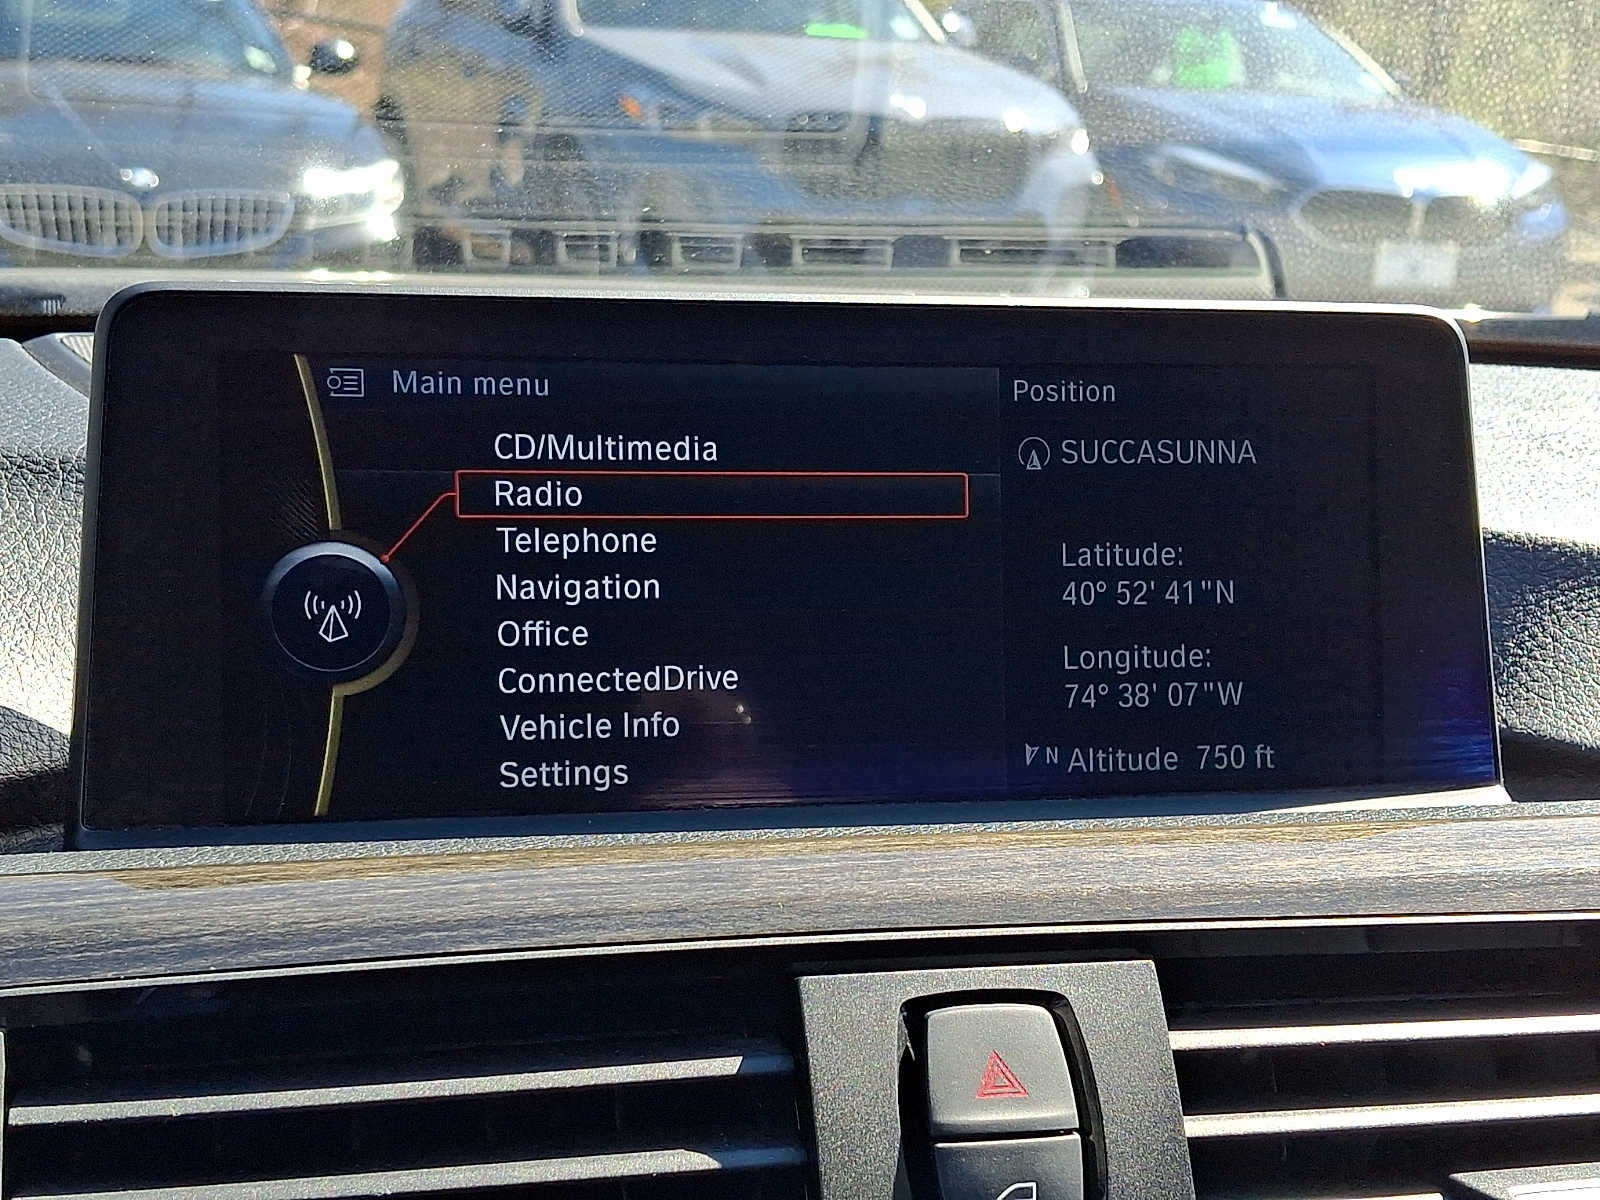 Main menu
CD/Multimedia
Radio
Telephone
Navigation
Office
ConnectedDrive
Vehicle Info
Settings
Position
SUCCASUNNA
Latitude:
40° 52' 41"N
Longitude:
74° 38' 07"W
N Altitude 750 ft